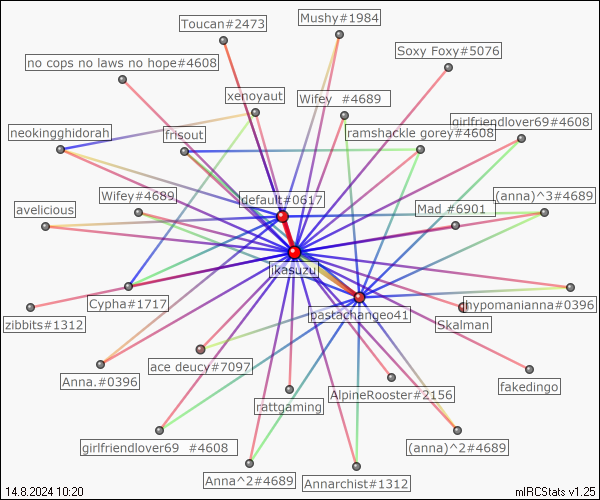 Toucan#2473
Mushy#1984
Soxy Foxy#5076
no cops no laws no hope#4608
xenoyaut
Wifey  #4689
girlfriendlover69#4608
neokingghidorah
frisout
ramshackle gorey#4608
Wifey#4689
default#0617
(anna)^3#4689
avelicious
Mad #6901
ikasuzu
Cypha#1717
pastachangeo41
hypomanianna#0396
zibbits#1312
Skalman
ace deucy#7097
Anna.#0396
AlpineRooster#2156
fakedingo
rattgaming
girlfriendlover69  #4608
(anna)^2#4689
Anna^2#4689
Annarchist#1312
14.8.2024 10:20
mIRCStats v1.25